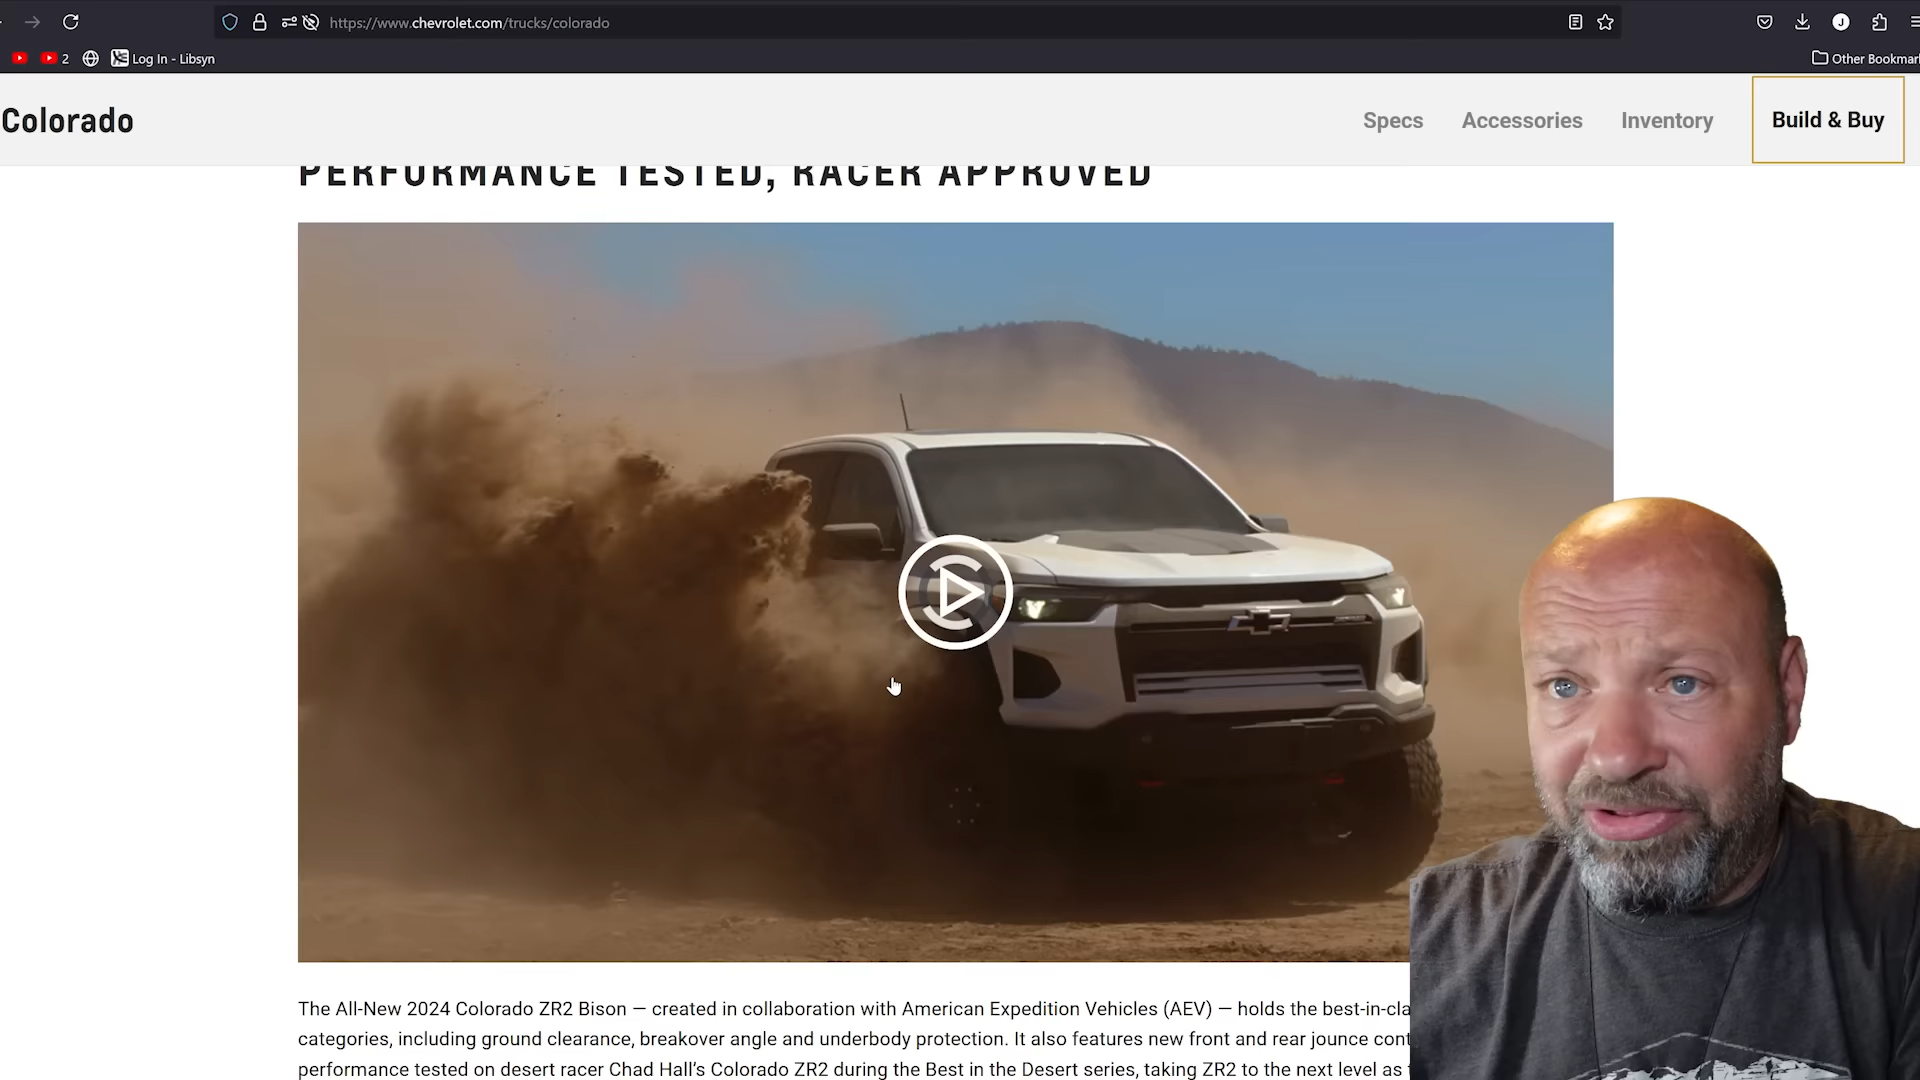 https://www.chevrolet.com/trucks/colorado
2
Log In - Libsyn
Other Bookmar
Colorado
Specs
Accessories
Inventory
Build & Buy
PERFORMANCE TESTED, RACER APPROVED
The All-New 2024 Colorado ZR2 Bison — created in collaboration with American Expedition Vehicles (AEV) — holds the best-in-cla
categories, including ground clearance, breakover angle and underbody protection. It also features new front and rear jounce cont
performance tested on desert racer Chad Hall’s Colorado ZR2 during the Best in the Desert series, taking ZR2 to the next level as